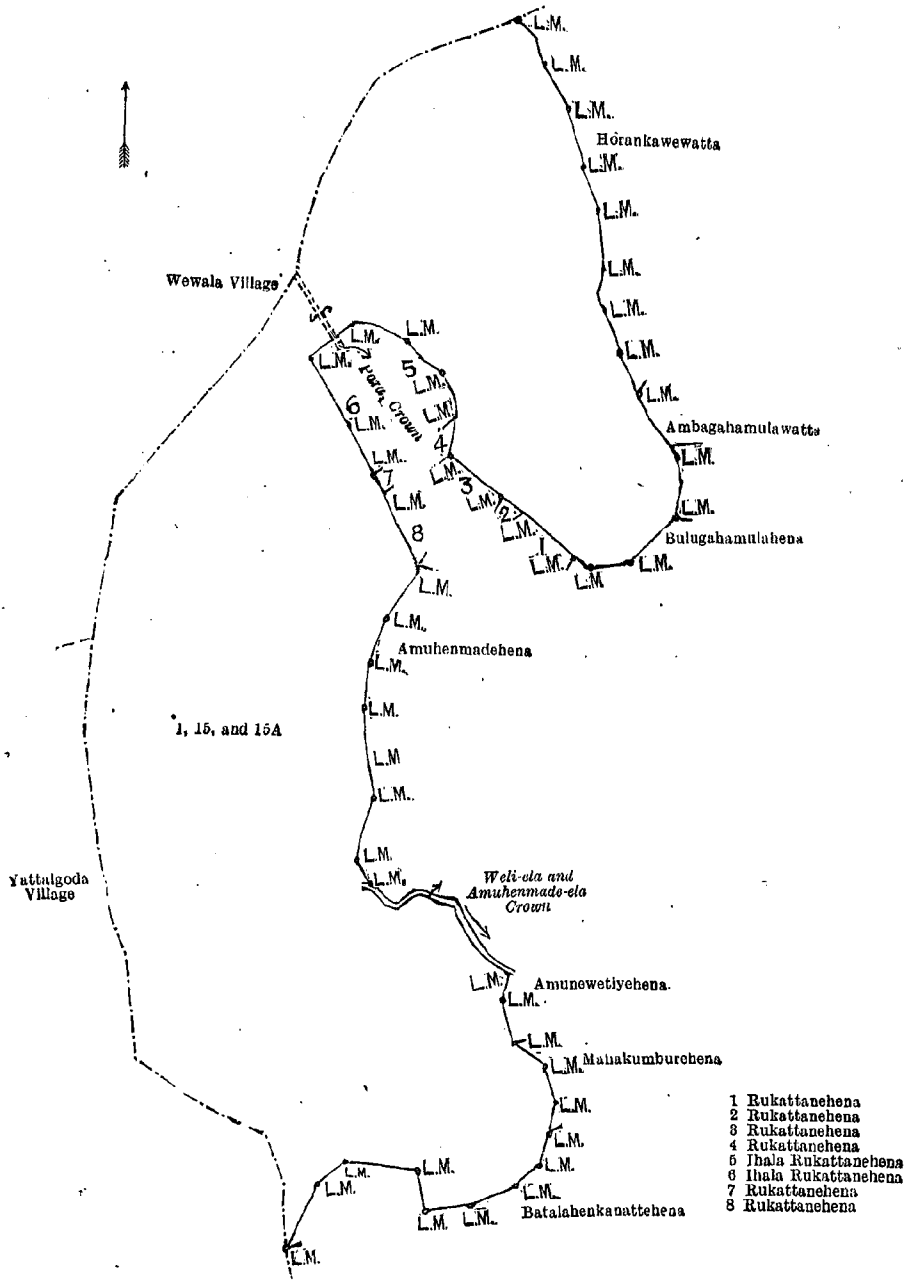 L.M.
L.M.
L.M.
Horankawewatta
L.M.
L.M.
L.M.
Wewala Village
L.M.
L.M.
L.M.
L.M.
L.M.
5
Crown
L.M.
L.M.
6
L.M.
L.M.
Ambagahamulawatta
4
L.M.
L.M.
L.M.
7
3
L.M.
L.M.
L.M.
2
L.M.
8
1
Bulugahamulahena
L.M.
L.M.
L.M.
L.M.
L.M.
Amuhenmadehena
L.M.
L.M.
1, 15, and 15A
L.M
L.M.
L.M.
L.M.
Yattalgoda
Village
Weli-ela and
Amuhenmade-ela
Crown
L.M.
Amunewetiyehena.
L.M.
L.M.
L.M.
Mahakumburehena
L.M.
L.M.
L.M.
L.M.
L.M.
L.M.
L.M.
L.M.
L.M.
Batalahenkanattehena
L.M.
1 Rukattanehena
2 Rukattanehena
3 Rukattanehena
4 Rukattanehena
5 Ihala Rukattanehena
6 Ihala Rukattanehena
7 Rukattanehena
8 Rukattanehena